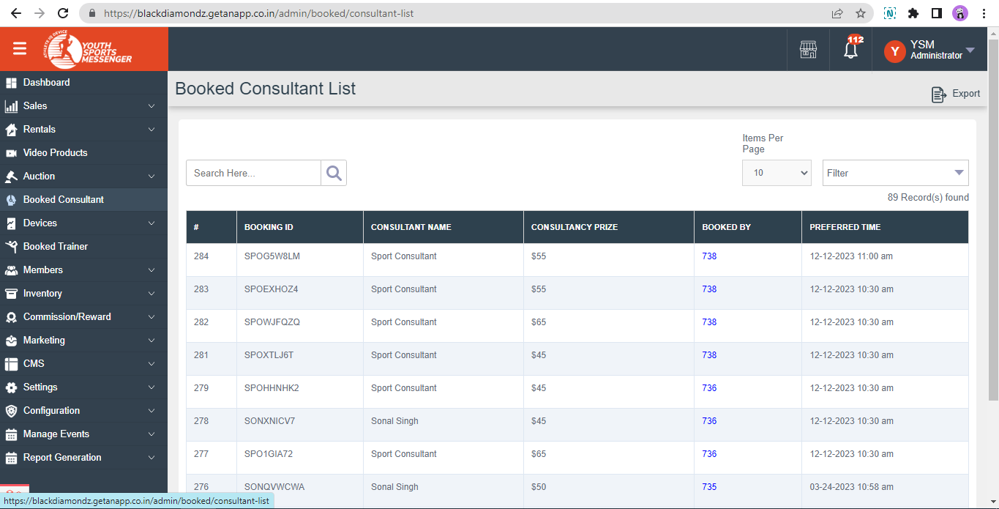 https://blackdiamondz.getanapp.co.in/admin/booked/consultant-list
ATHLETE IQ DEVICE
YOUTH
SPORTS
MESSENGER
112
Y
YSM
Administrator
Dashboard
Sales
Rentals
Video Products
Auction
Booked Consultant
Devices
Booked Trainer
Members
Inventory
Commission/Reward
Marketing
CMS
Settings
Configuration
Manage Events
Report Generation
Booked Consultant List
Export
Items Per
Page
Search Here...
10
Filter
89 Record(s) found
# BOOKING ID CONSULTANT NAME CONSULTANCY PRIZE BOOKED BY PREFERRED TIME
284 SPOG5W8LM Sport Consultant $55 738 12-12-2023 11:00 am
283 SPOEXHOZ4 Sport Consultant $55 738 12-12-2023 10:30 am
282 SPOWJFQZQ Sport Consultant $65 738 12-12-2023 10:30 am
281 SPOXTLJ6T Sport Consultant $45 738 12-12-2023 10:30 am
279 SPOHHNHK2 Sport Consultant $45 736 12-12-2023 10:30 am
278 SONXNICV7 Sonal Singh $45 736 12-12-2023 10:30 am
277 SPO1GIA72 Sport Consultant $65 736 12-12-2023 10:30 am
276 SONQVWCWA Sonal Singh $50 735 03-24-2023 10:58 am
https://blackdiamondz.getanapp.co.in/admin/booked/consultant-list